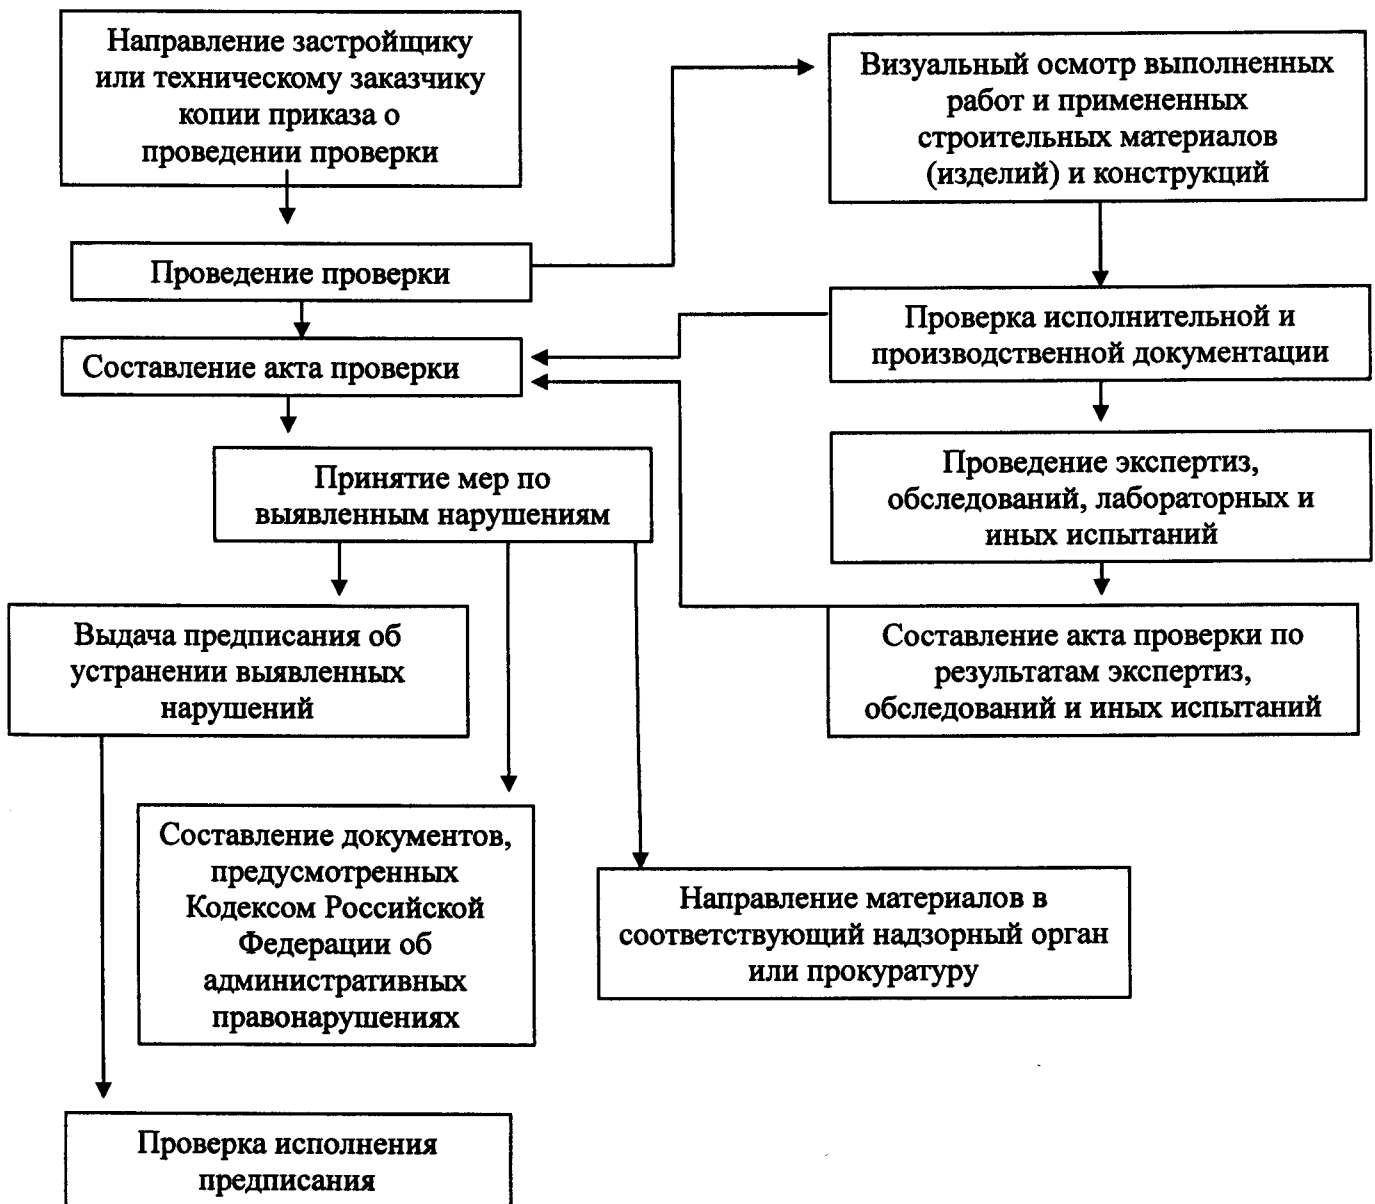 Направление застройщику
или техническому заказчику
копии приказа о
проведении проверки
Визуальный осмотр выполненных
работ и примененных
строительных материалов
(изделий) и конструкций
Проведение проверки
Проверка исполнительной и
производственной документации
Составление акта проверки
Проведение экспертиз,
обследований, лабораторных и
иных испытаний
Принятие мер по
выявленным нарушениям
Составление акта проверки по
результатам экспертиз,
обследований и иных испытаний
Выдача предписания об
устранении выявленных
нарушений
Составление документов,
предусмотренных
Кодексом Российской
Федерации об
административных
правонарушениях
Направление материалов в
соответствующий надзорный орган
или прокуратуру
Проверка исполнения
предписания